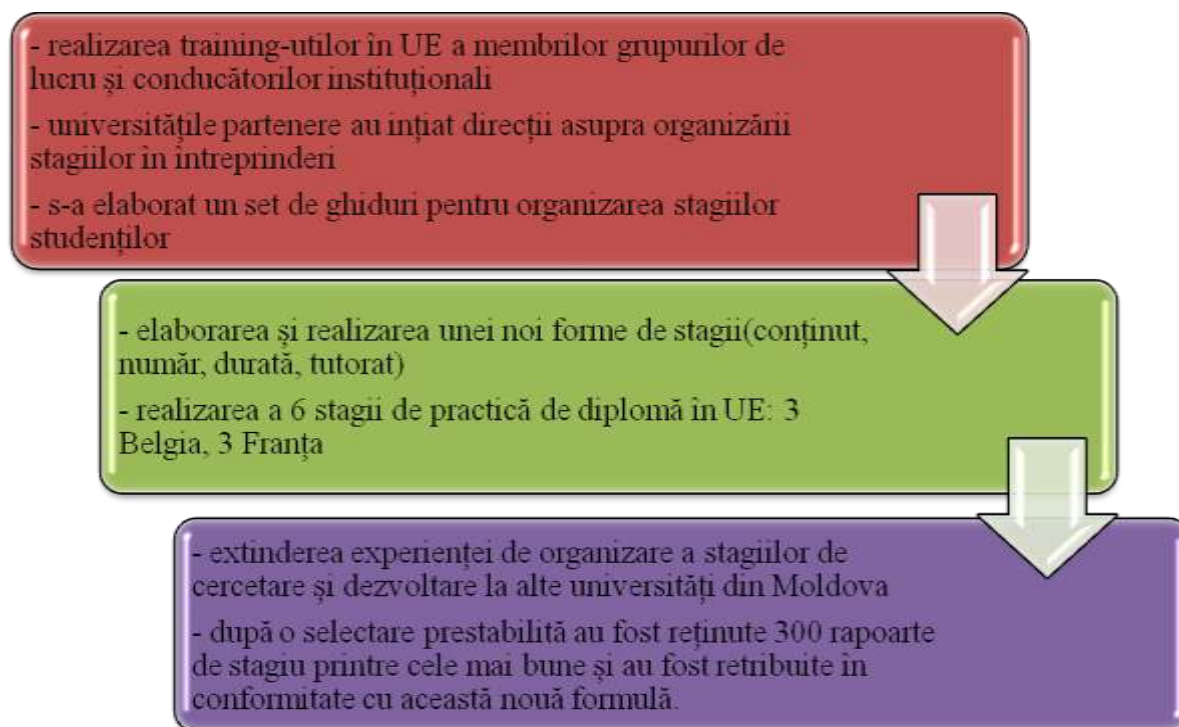 - realizarea training-utilor în UE a membrilor grupurilor de
lucru și conducătorilor instituționali
- universitățile partenere au inţiat direcții asupra organizării
stagiilor în întreprinderi
- s-a elaborat un set de ghiduri pentru organizarea stagiilor
studenților
- elaborarea și realizarea unei noi forme de stagii(conținut,
număr, durată, tutorat)
- realizarea a 6 stagii de practică de diplomă în UE: 3
Belgia, 3 Franța
- extinderea experienței de organizare a stagiilor de
cercetare și dezvoltare la alte universități din Moldova
- după o selectare prestabilită au fost reținute 300 rapoarte
de stagiu printre cele mai bune și au fost retribuite în
conformitate cu această nouă formulă.